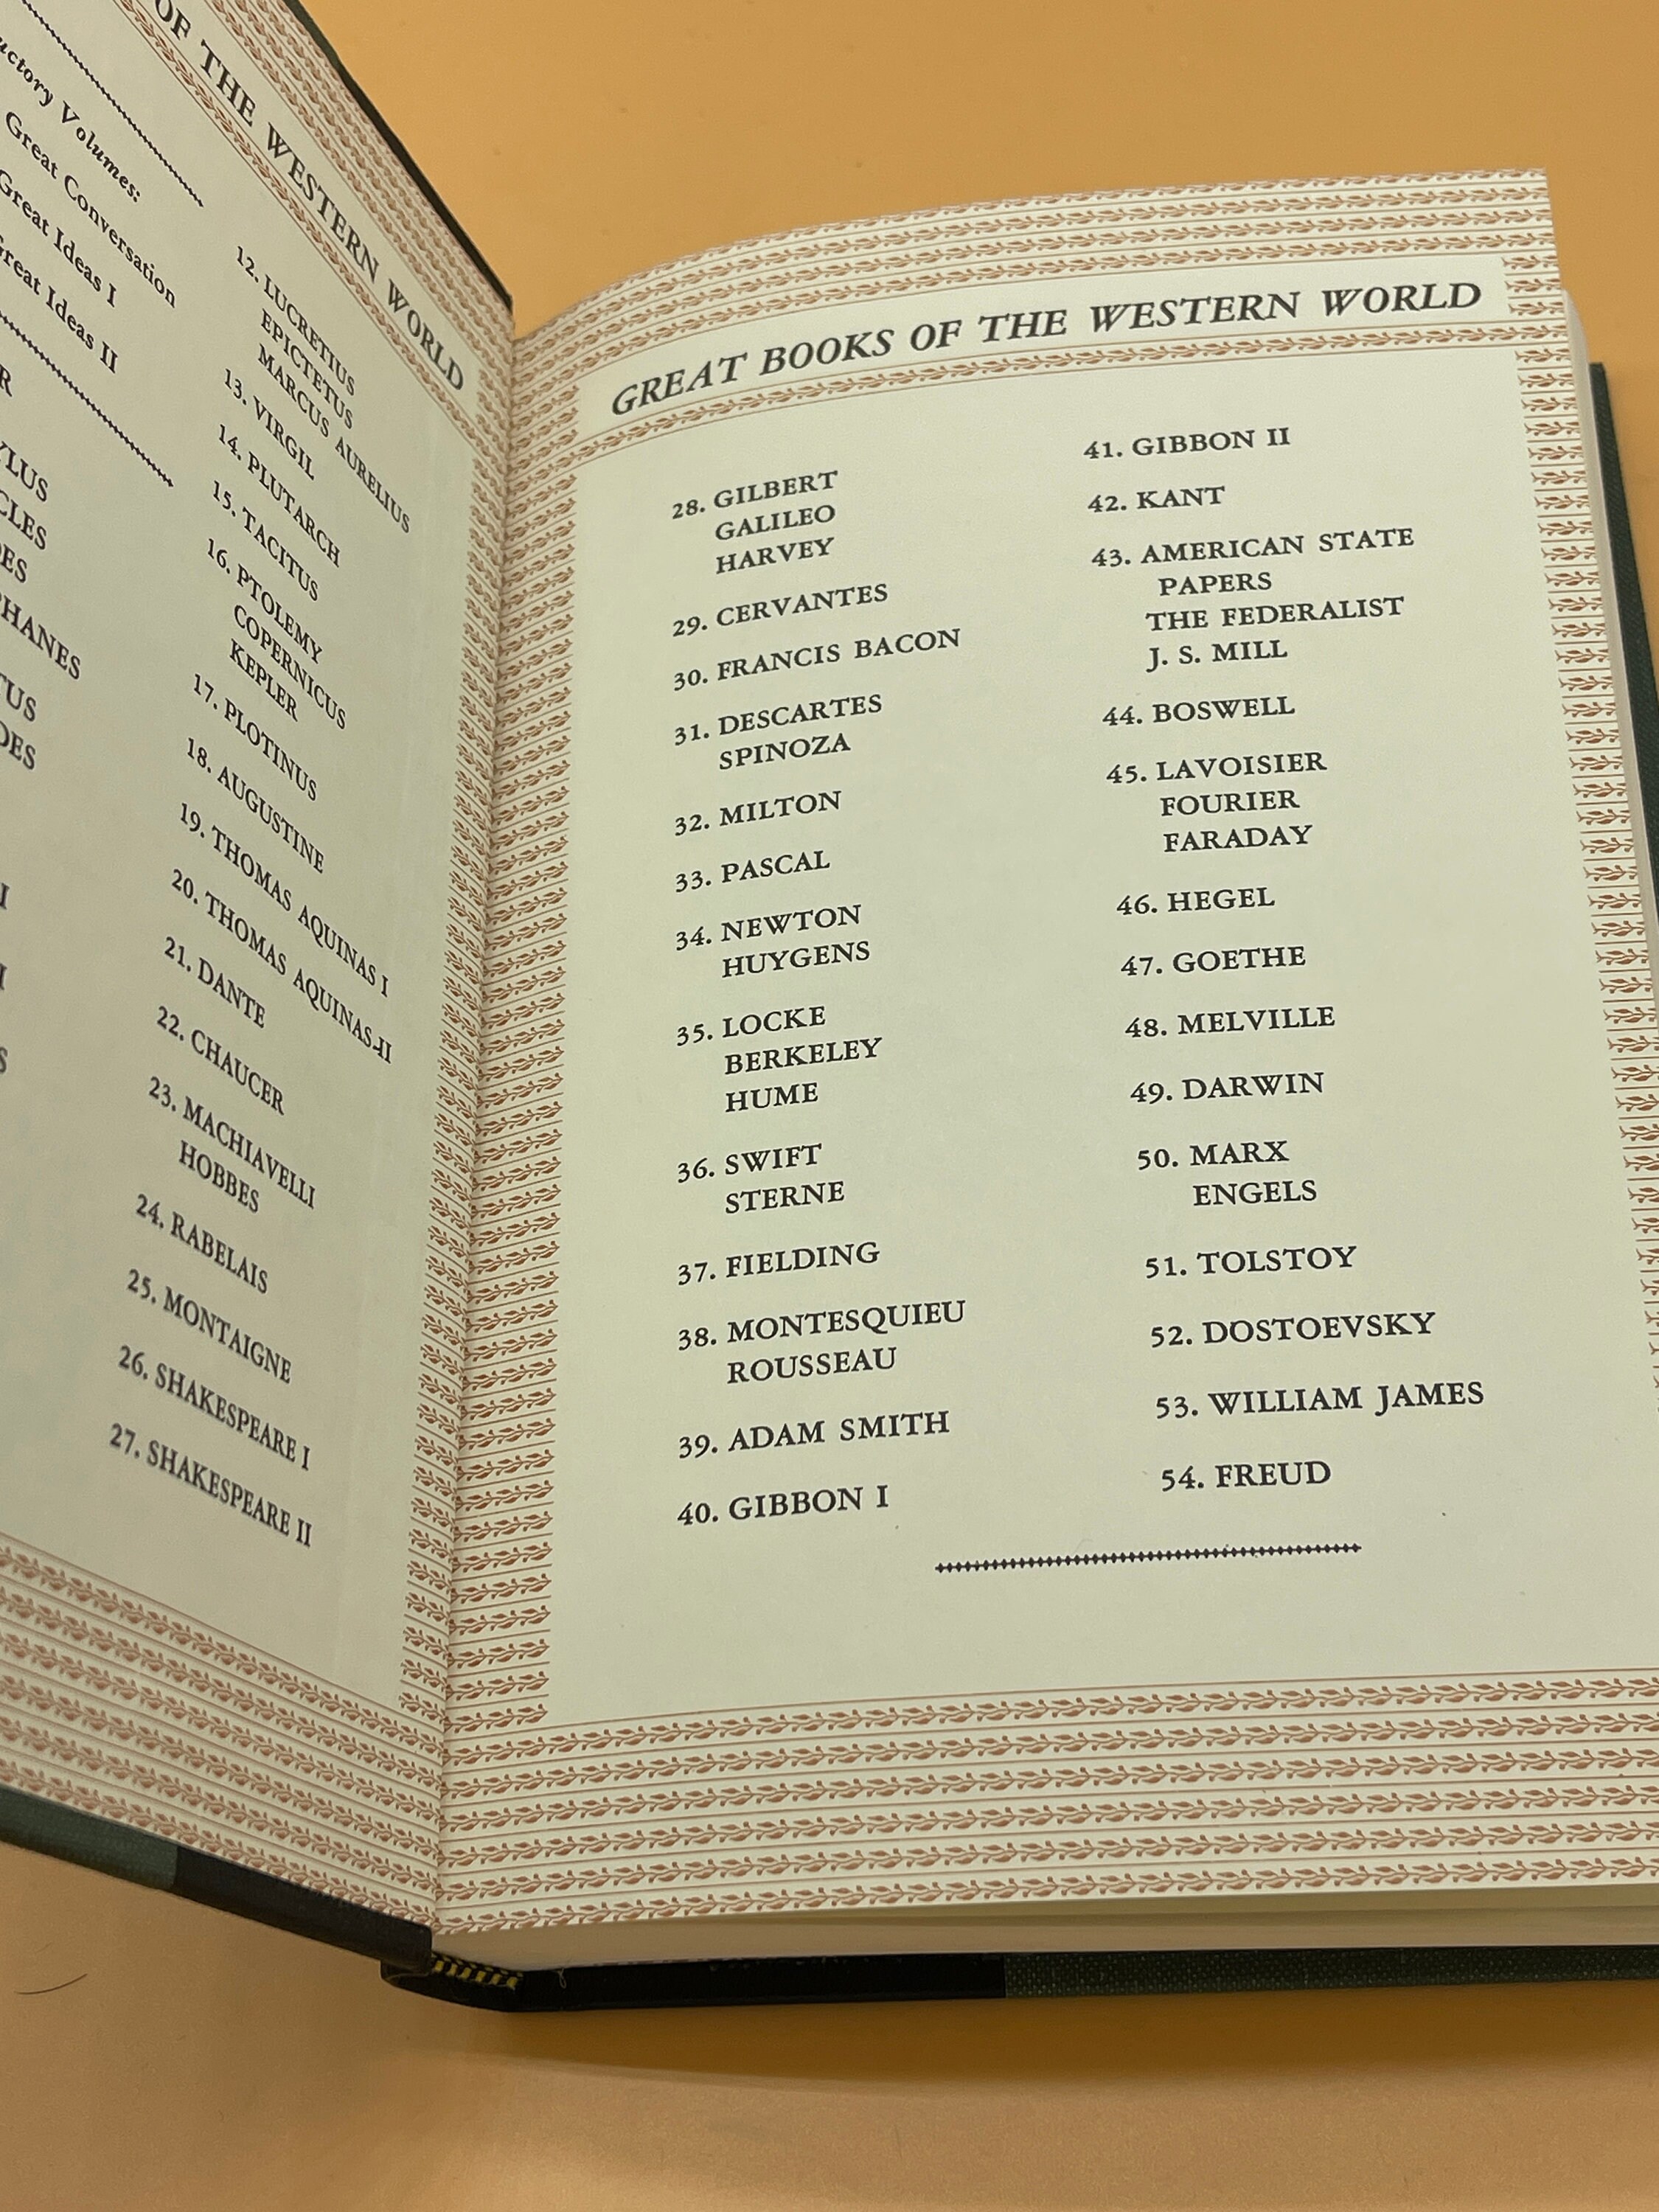 OF THE WESTERN WORLD
Volumes:
Great Conversation
Great Ideas I
Great Ideas II
12. LUCRETIUS
EPICTETUS
MARCUS AURELIUS
13. VIRGIL
14. PLUTARCH
15. TACITUS
16. PTOLEMY
COPERNICUS
KEPLER
17. PLOTINUS
18. AUGUSTINE
19. THOMAS AQUINAS I
20. THOMAS AQUINAS II
21. DANTE
22. CHAUCER
23. MACHIAVELLI
HOBBES
24. RABELAIS
25. MONTAIGNE
26. SHAKESPEARE I
27. SHAKESPEARE II
GREAT BOOKS OF THE WESTERN WORLD
28. GILBERT
GALILEO
HARVEY
29. CERVANTES
30. FRANCIS BACON
31. DESCARTES
SPINOZA
32. MILTON
33. PASCAL
34. NEWTON
HUYGENS
35. LOCKE
BERKELEY
HUME
36. SWIFT
STERNE
37. FIELDING
38. MONTESQUIEU
ROUSSEAU
39. ADAM SMITH
40. GIBBON I
41. GIBBON II
42. KANT
43. AMERICAN STATE
PAPERS
THE FEDERALIST
J. S. MILL
44. BOSWELL
45. LAVOISIER
FOURIER
FARADAY
46. HEGEL
47. GOETHE
48. MELVILLE
49. DARWIN
50. MARX
ENGELS
51. TOLSTOY
52. DOSTOEVSKY
53. WILLIAM JAMES
54. FREUD